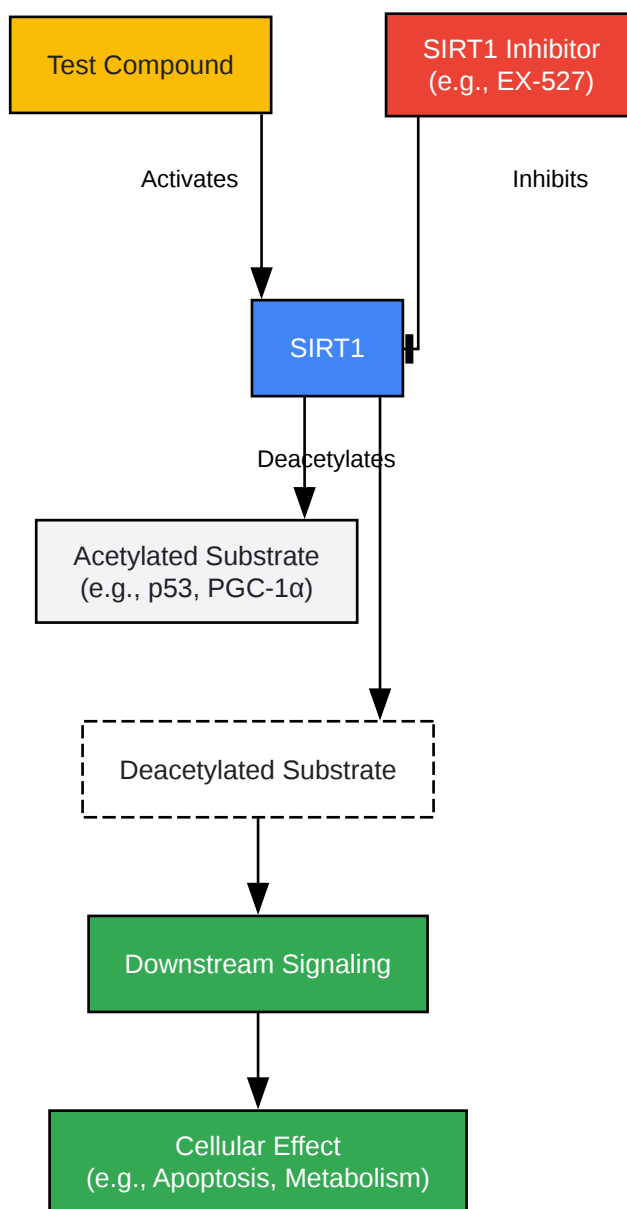 Test Compound
SIRT1 Inhibitor
(e.g., EX-527)
Activates
Inhibits
SIRT1
Deacetylates
Acetylated Substrate
(e.g., p53, PGC-1α)
Deacetylated Substrate
Downstream Signaling
Cellular Effect
(e.g., Apoptosis, Metabolism)